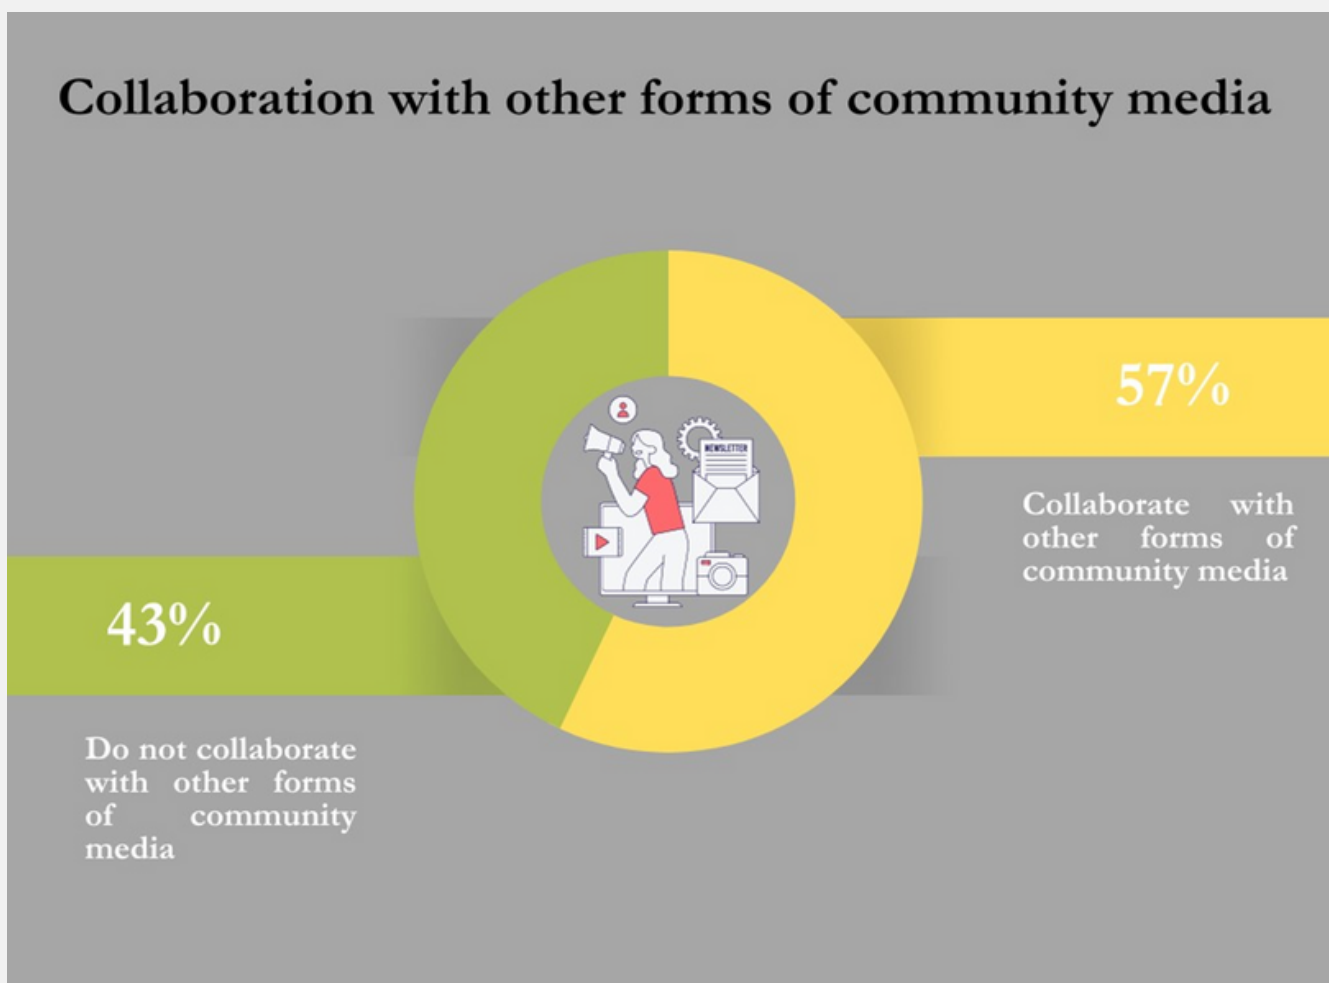 Collaboration with other forms of community media
NEWSLETTER
57%
Collaborate with
other forms of
community media
43%
Do not collaborate
with other forms
of community
media